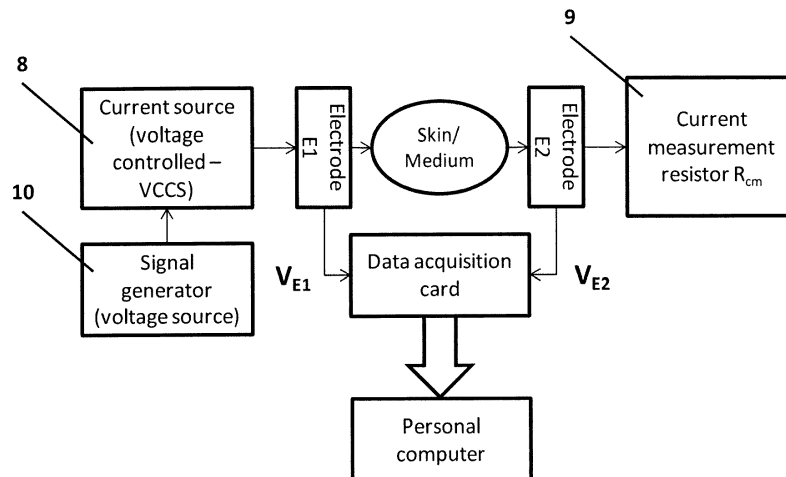 8
Current source
(voltage
controlled –
VCCS)
10
Signal
generator
(voltage source)
Electrode
E1
Skin/
Medium
Electrode
E2
9
Current
measurement
resistor Rcm
VE1
Data acquisition
card
VE2
Personal
computer